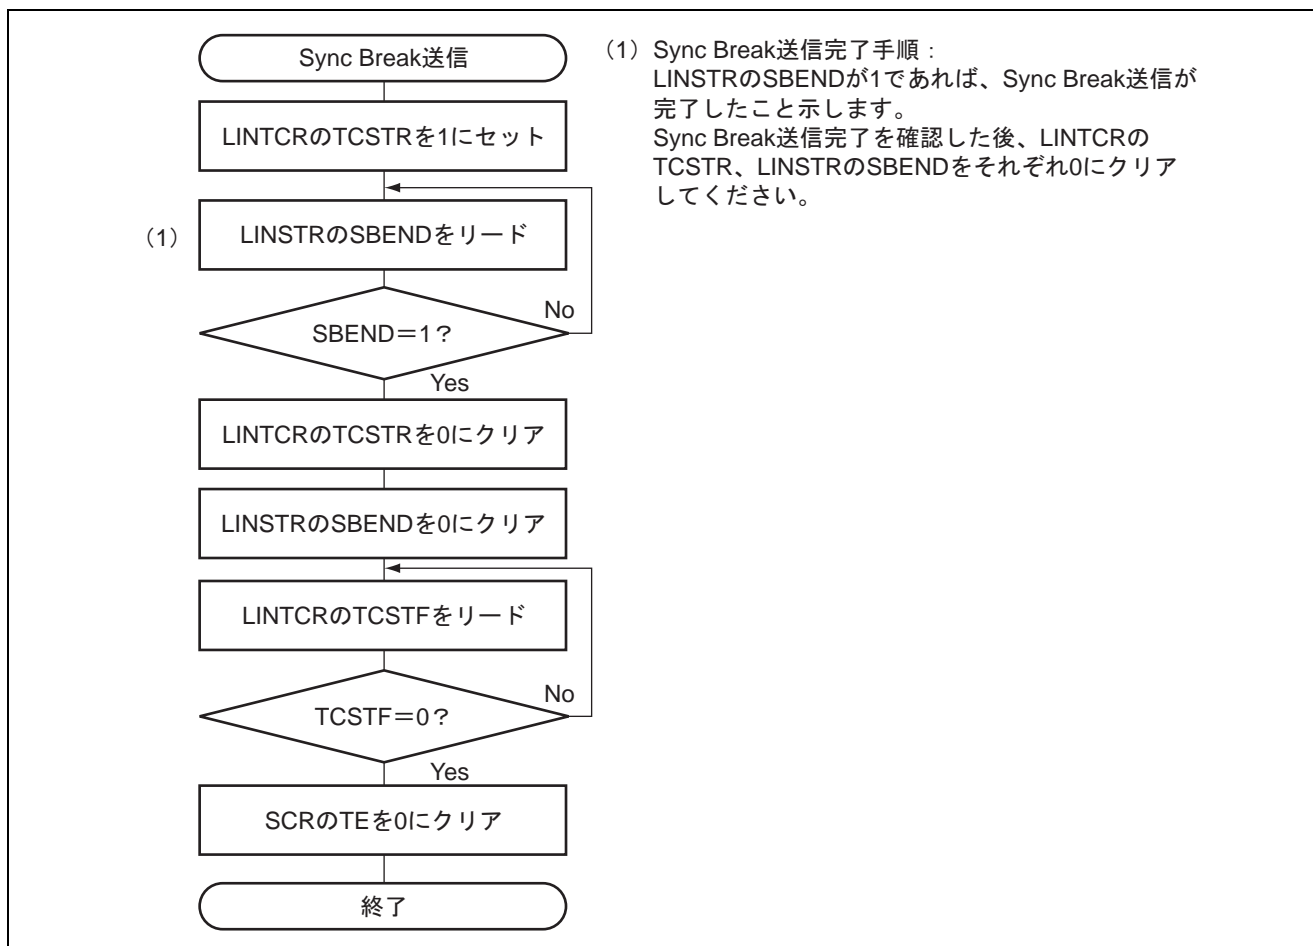 Sync Break送信
LINTCRのTCSTRを1にセット
(1)
LINSTRのSBENDをリード
SBEND=1?
No
Yes
LINTCRのTCSTRを0にクリア
LINSTRのSBENDを0にクリア
LINTCRのTCSTFをリード
TCSTF=0?
No
Yes
SCRのTEを0にクリア
終了
(1) Sync Break送信完了手順:
LINSTRのSBENDが1であれば、Sync Break送信が
完了したこと示します。
Sync Break送信完了を確認した後、LINTCRの
TCSTR、LINSTRのSBENDをそれぞれ0にクリア
してください。